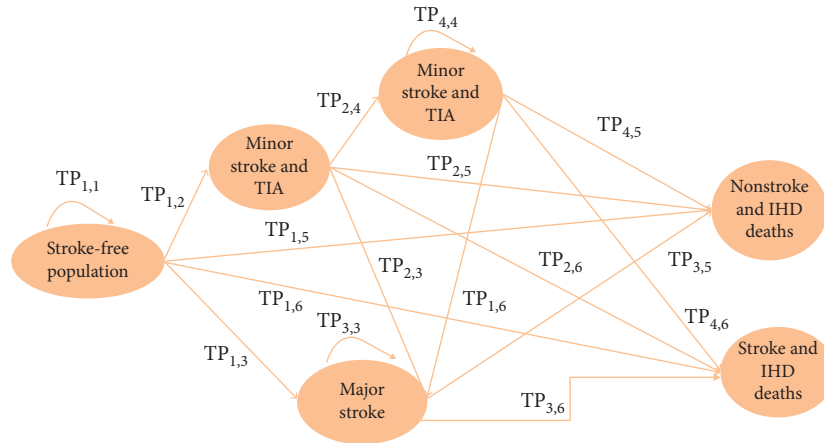 TP4,4
Minor
stroke and
TIA
TP2,4
TP4,5
Minor
stroke and
TIA
TP2,5
TP1,1
TP1,2
Nonstroke
and IHD
deaths
Stroke-free
population
TP1,5
TP2,3
TP2,6
TP3,5
TP1,6
TP1,6
TP3,3
TP4,6
TP1,3
Major
stroke
Stroke and
IHD
deaths
TP3,6